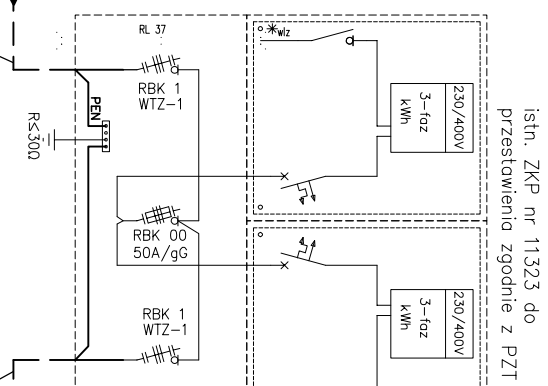 RL 37
wlz
RBK 1
WTZ-1
230/400V
3-faz
kWh
PEN
R≤30Ω
RBK 00
50A/gG
230/400V
3-faz
kWh
RBK 1
WTZ-1
istn. ZKP nr 11323 do
przestawienia zgodnie z PZT